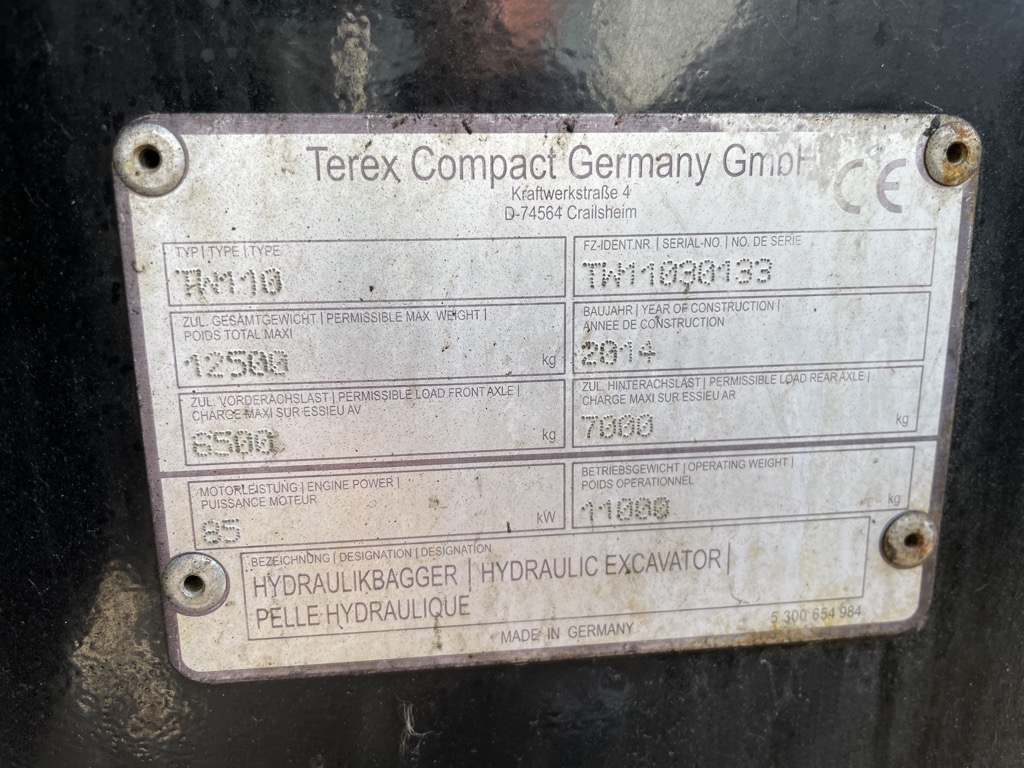 Terex Compact Germany GmbH
Kraftwerkstraße 4
D-74564 Crailsheim
CE
TYP | TYPE | TYPE
TW110
FZ-IDENT.NR. | SERIAL-NO. | NO. DE SERIE
TW11030133
ZUL. GESAMTGEWICHT | PERMISSIBLE MAX. WEIGHT |
POIDS TOTAL MAXI
12500 kg
BAUJAHR | YEAR OF CONSTRUCTION |
ANNEE DE CONSTRUCTION
2014
ZUL. VORDERACHSLAST | PERMISSIBLE LOAD FRONT AXLE |
CHARGE MAXI SUR ESSIEU AV
6500 kg
ZUL. HINTERACHSLAST | PERMISSIBLE LOAD REAR AXLE |
CHARGE MAXI SUR ESSIEU AR
7000 kg
MOTORLEISTUNG | ENGINE POWER |
PUISSANCE MOTEUR
85 kW
BETRIEBSGEWICHT | OPERATING WEIGHT |
POIDS OPERATIONNEL
11000 kg
BEZEICHNUNG | DESIGNATION | DESIGNATION
HYDRAULIKBAGGER | HYDRAULIC EXCAVATOR |
PELLE HYDRAULIQUE
5 300 654 984
MADE IN GERMANY